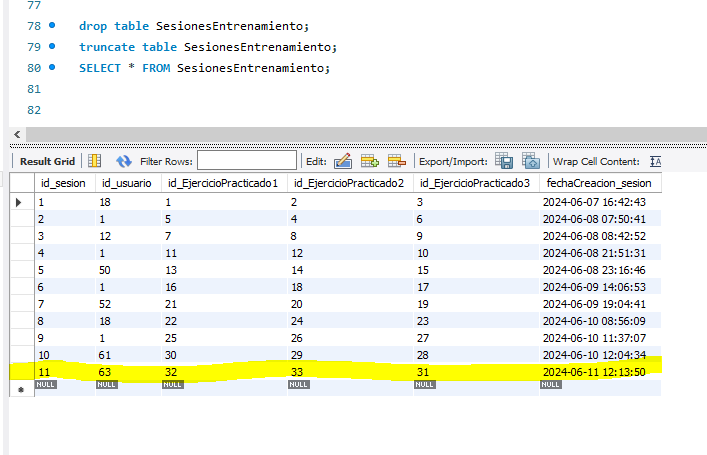 77
78 drop table SesionesEntrenamiento;
79 truncate table SesionesEntrenamiento;
80 SELECT * FROM SesionesEntrenamiento;
81
82
Result Grid Filter Rows: Edit: Export/Import: Wrap Cell Content:
id_sesion id_usuario id_EjercicioPracticado1 id_EjercicioPracticado2 id_EjercicioPracticado3 fechaCreacion_sesion
1 18 1 2 3 2024-06-07 16:42:43
2 1 5 4 6 2024-06-08 07:50:41
3 12 7 8 9 2024-06-08 08:42:52
4 1 11 12 10 2024-06-08 21:51:31
5 50 13 14 15 2024-06-08 23:16:46
6 1 16 18 17 2024-06-09 14:06:53
7 52 21 20 19 2024-06-09 19:04:41
8 18 22 24 23 2024-06-10 08:56:09
9 1 25 26 27 2024-06-10 11:37:07
10 61 30 29 28 2024-06-10 12:04:34
11 63 32 33 31 2024-06-11 12:13:50
NULL NULL NULL NULL NULL NULL